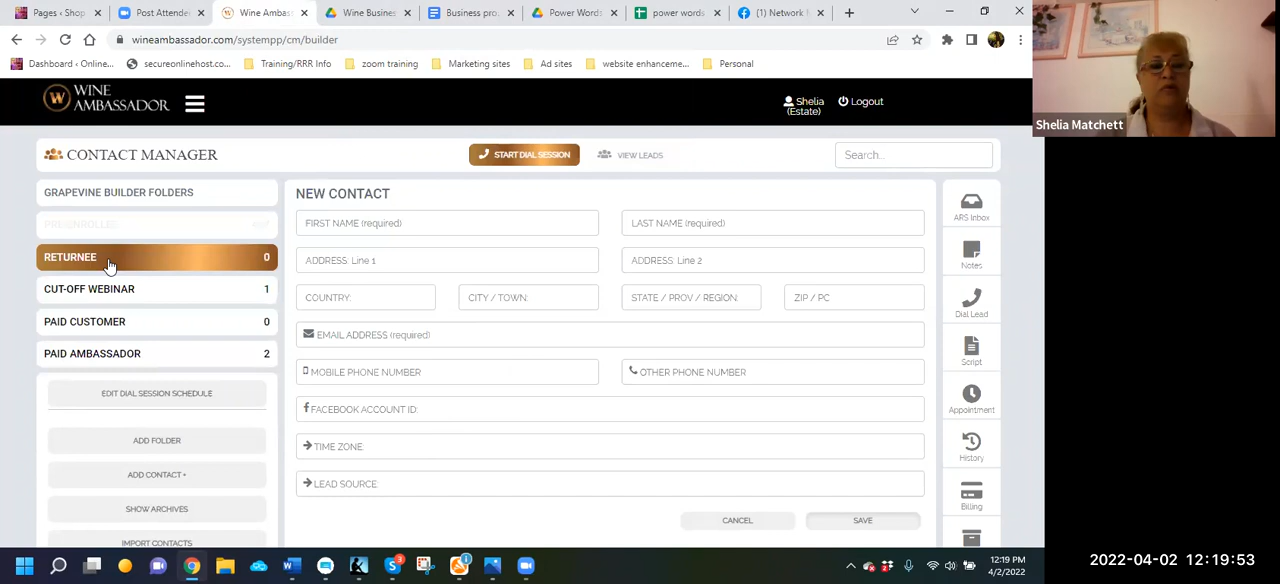 Pages ‹ Shop
Post Attende
Wine Ambas
Wine Business
Business pro
Power Words
power words
(1) Network
wineambassador.com/systempp/cm/builder
Dashboard ‹ Online...
secureonlinehost.co...
Training/RRR Info
zoom training
Marketing sites
Ad sites
website enhanceme...
Personal
WINE
AMBASSADOR
Shelia
(Estate)
Logout
Shelia Matchett
CONTACT MANAGER
START DIAL SESSION
VIEW LEADS
Search...
GRAPEVINE BUILDER FOLDERS
RETURNEE 0
CUT-OFF WEBINAR 1
PAID CUSTOMER 0
PAID AMBASSADOR 2
EDIT DIAL SESSION SCHEDULE
ADD FOLDER
ADD CONTACT +
SHOW ARCHIVES
IMPORT CONTACTS
NEW CONTACT
FIRST NAME (required)
LAST NAME (required)
ADDRESS: Line 1
ADDRESS: Line 2
COUNTRY:
CITY / TOWN:
STATE / PROV / REGION:
ZIP / PC
EMAIL ADDRESS (required)
MOBILE PHONE NUMBER
OTHER PHONE NUMBER
FACEBOOK ACCOUNT ID:
TIME ZONE:
LEAD SOURCE:
CANCEL
SAVE
ARS Inbox
Notes
Dial Lead
Script
Appointment
History
Billing
12:19 PM
4/2/2022
2022-04-02 12:19:53